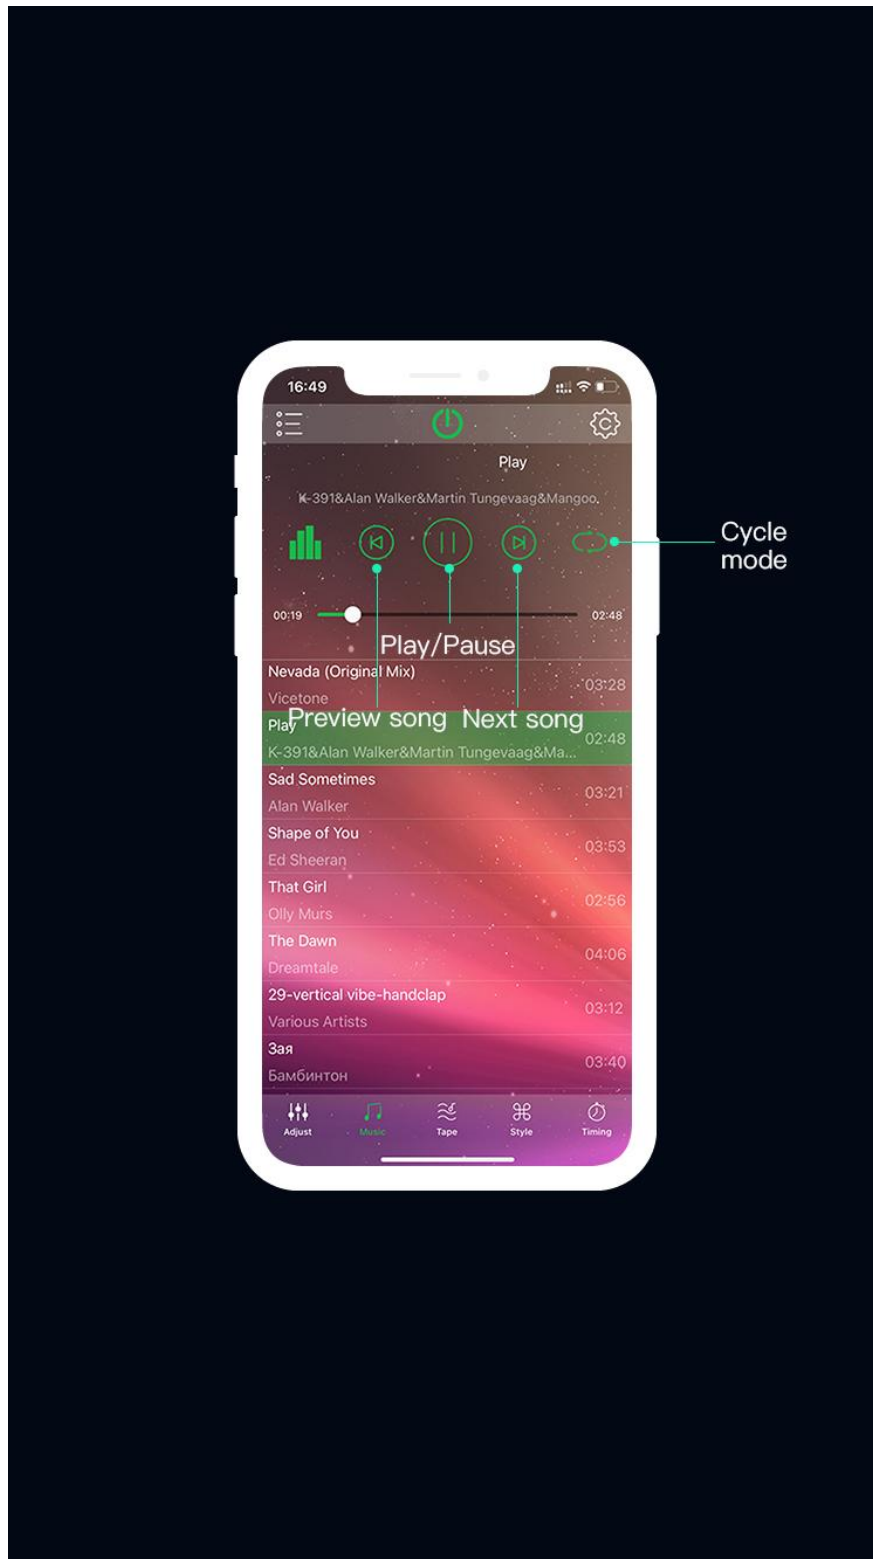 16:49
Play
K-391&Alan Walker&Martin Tungevaag&Mangoo,
Cycle
mode
00:19
02:48
Play/Pause
Nevada (Original Mix)
03:28
Vicetone
Preview song
Next song
Play
02:48
K-391&Alan Walker&Martin Tungevaag&Ma...
Sad Sometimes
03:21
Alan Walker
Shape of You
03:53
Ed Sheeran
That Girl
02:56
Olly Murs
The Dawn
04:06
Dreamtale
29-vertical vibe-handclap
03:12
Various Artists
Зая
03:40
Бамбинтон
Adjust
Music
Tape
Style
Timing